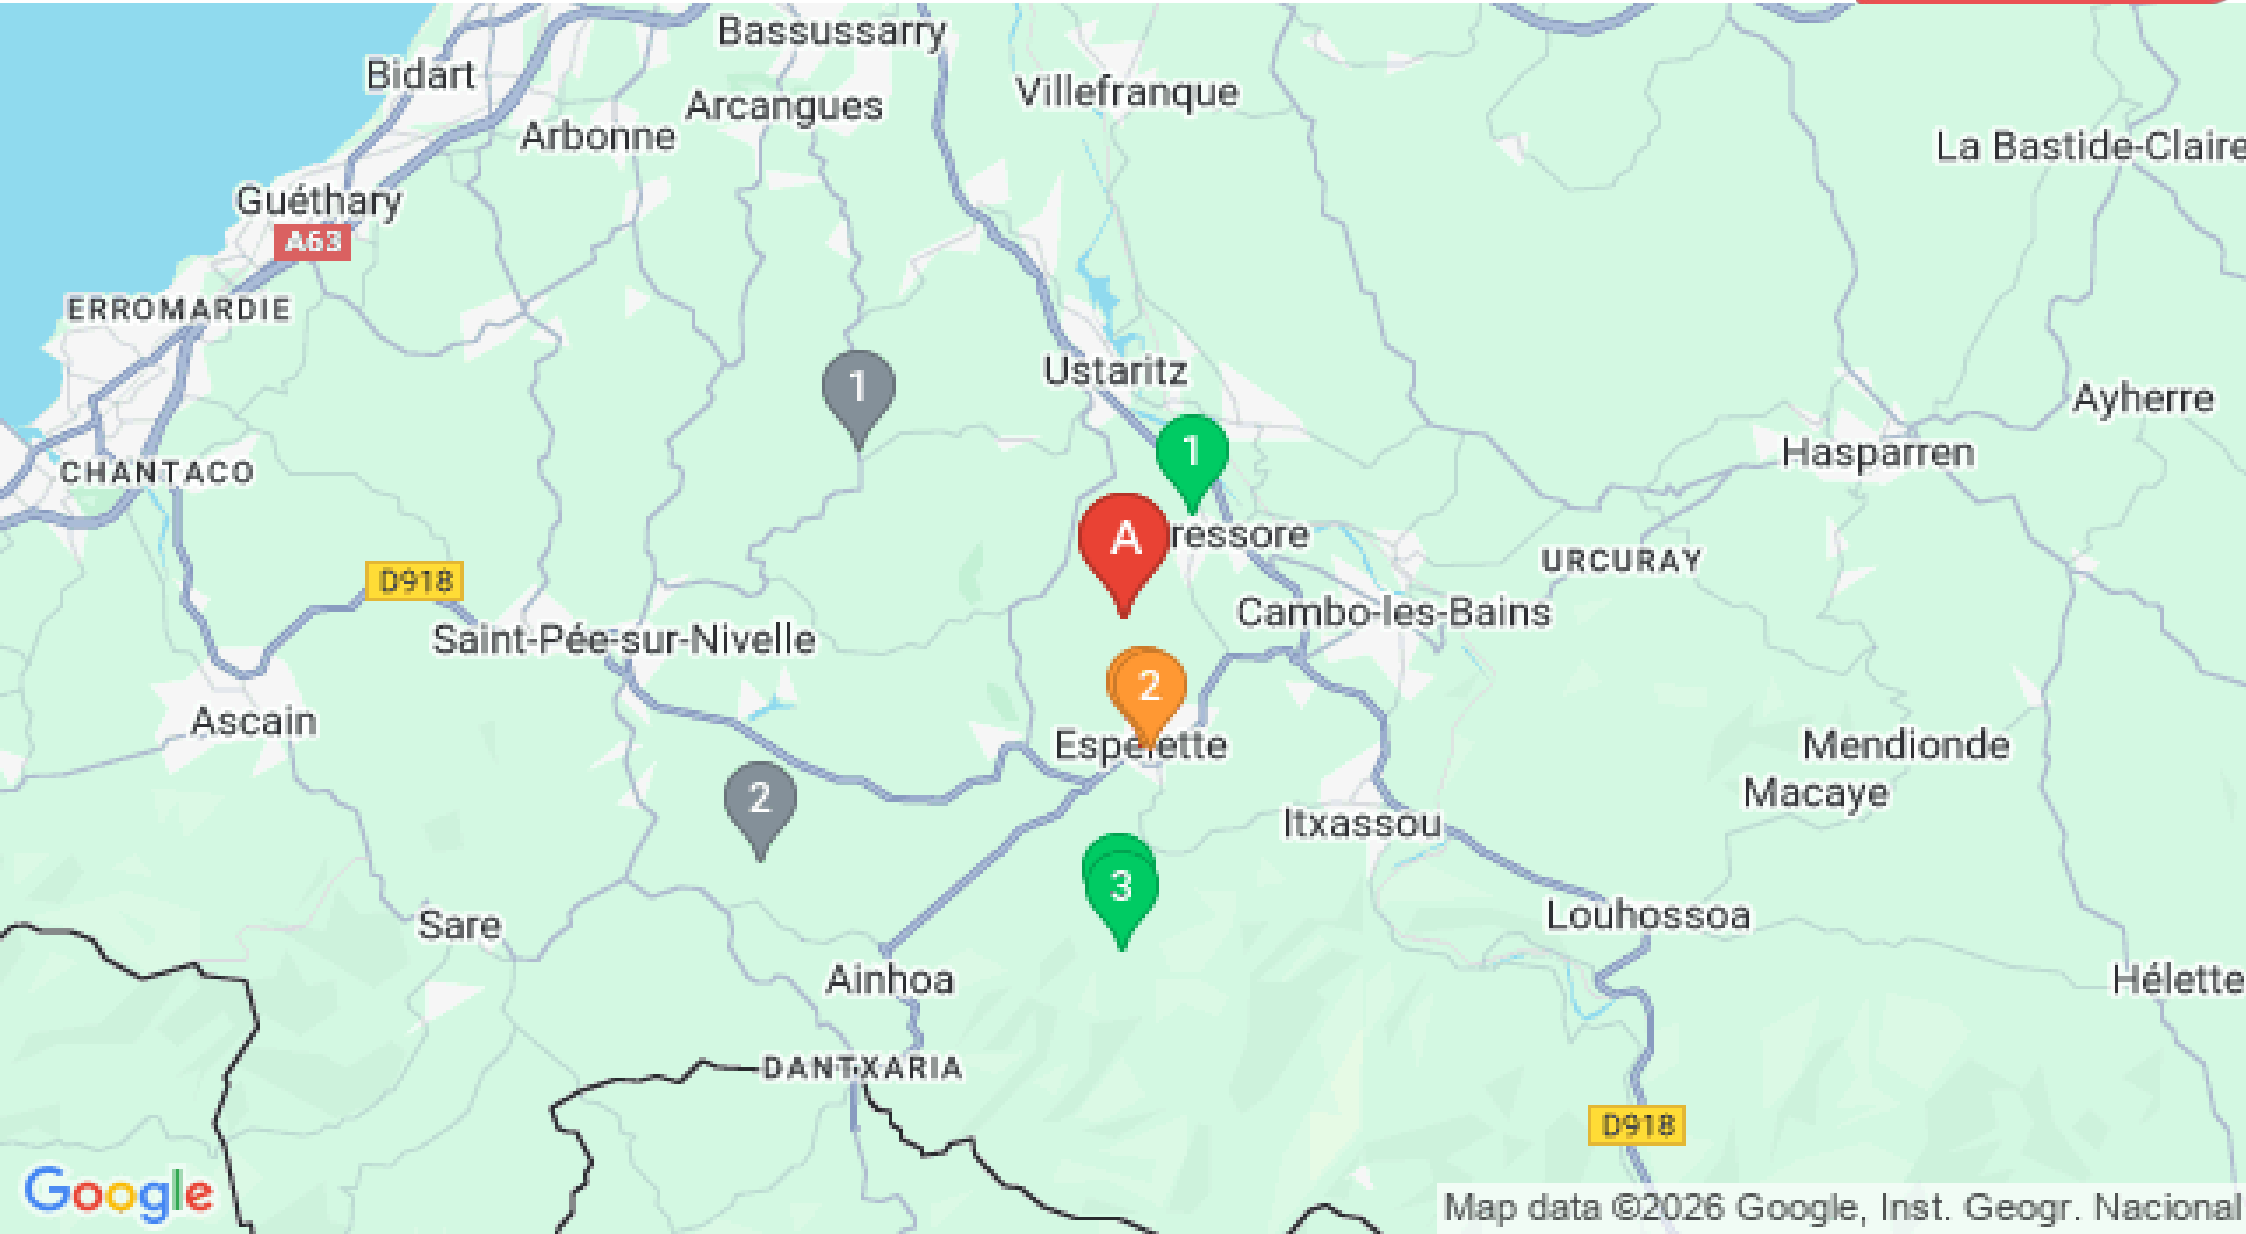 Bassussarry
Bidart
Villefranque
Arcangues
Arbonne
La Bastide-Claire
Guéthary
A63
ERROMARDIE
Ustaritz
1
Ayherre
1
Hasparren
CHANTACO
A
ressore
URCURAY
D918
Cambo-les-Bains
Saint-Pée-sur-Nivelle
2
Ascain
Espelette
Mendionde
Macaye
2
Itxassou
3
Louhossoa
Sare
Ainhoa
Hélette
DANTXARIA
D918
Google
Map data ©2026 Google, Inst. Geogr. Nacional